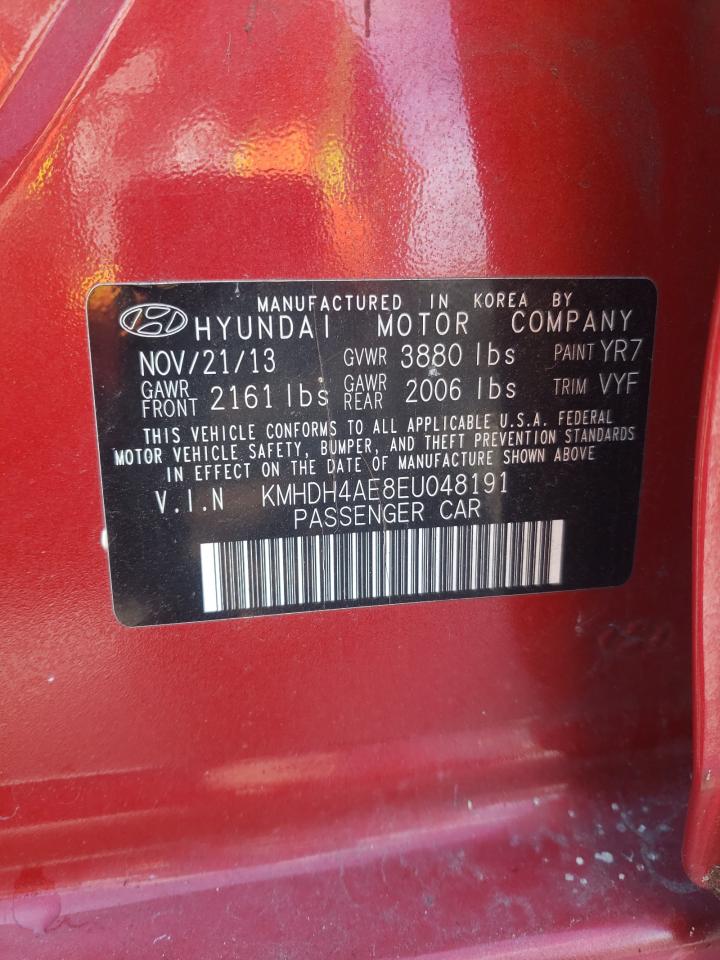 MANUFACTURED IN KOREA BY
HYUNDAI MOTOR COMPANY
NOV/21/13 GVWR 3880 lbs PAINT YR7
GAWR FRONT 2161 lbs GAWR REAR 2006 lbs TRIM VYF
THIS VEHICLE CONFORMS TO ALL APPLICABLE U.S.A. FEDERAL
MOTOR VEHICLE SAFETY, BUMPER, AND THEFT PREVENTION STANDARDS
IN EFFECT ON THE DATE OF MANUFACTURE SHOWN ABOVE
V.I.N KMHDH4AE8EU048191
PASSENGER CAR